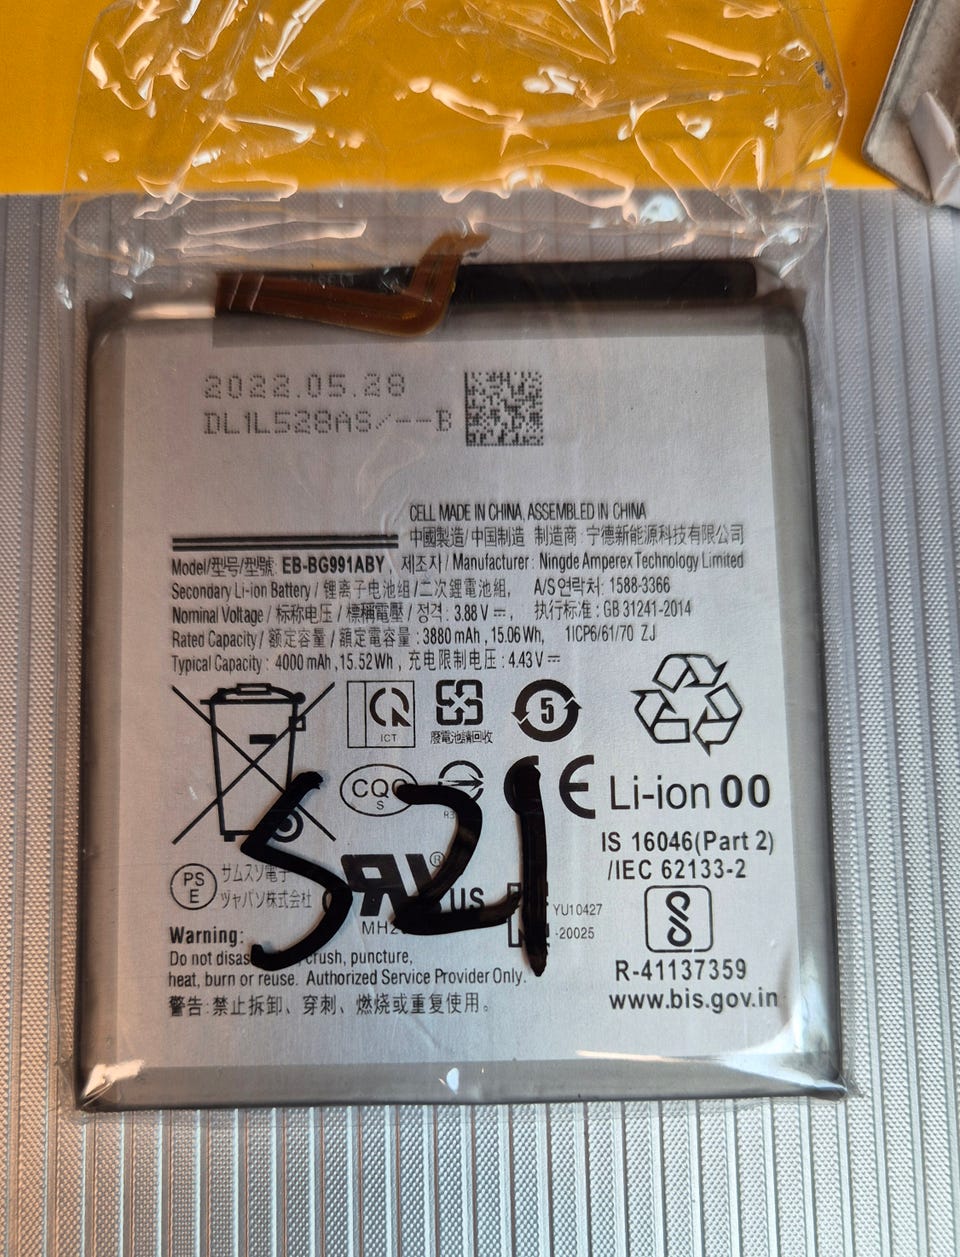 2022.05.28
DL1L528AS/--B
CELL MADE IN CHINA, ASSEMBLED IN CHINA
中國製造/中国制造 制造商: 宁德新能源科技有限公司
Model/型号/型號: EB-BG991ABY, 제조자/Manufacturer: Ningde Amperex Technology Limited
Secondary Li-ion Battery / 锂离子电池组/二次鋰電池組, A/S연락처: 1588-3366
Nominal Voltage / 标称电压 / 標稱電壓 / 정격: 3.88 V⎓, 执行标准: GB 31241-2014
Rated Capacity / 额定容量 / 額定電容量: 3880 mAh, 15.06 Wh, 1ICP6/61/70 ZJ
Typical Capacity: 4000 mAh, 15.52 Wh, 充电限制电压: 4.43 V⎓
ICT
廢電池請回收
5
CQC
S
CE
Li-ion 00
S21
IS 16046(Part 2)
/IEC 62133-2
PS
E
サムスン電子
ジャパン株式会社
®
US
YU10427
-20025
R-41137359
www.bis.gov.in
Warning:
crush, puncture,
heat, burn or reuse. Authorized Service Provider Only.
警告: 禁止拆卸、穿刺、燃烧或重复使用。